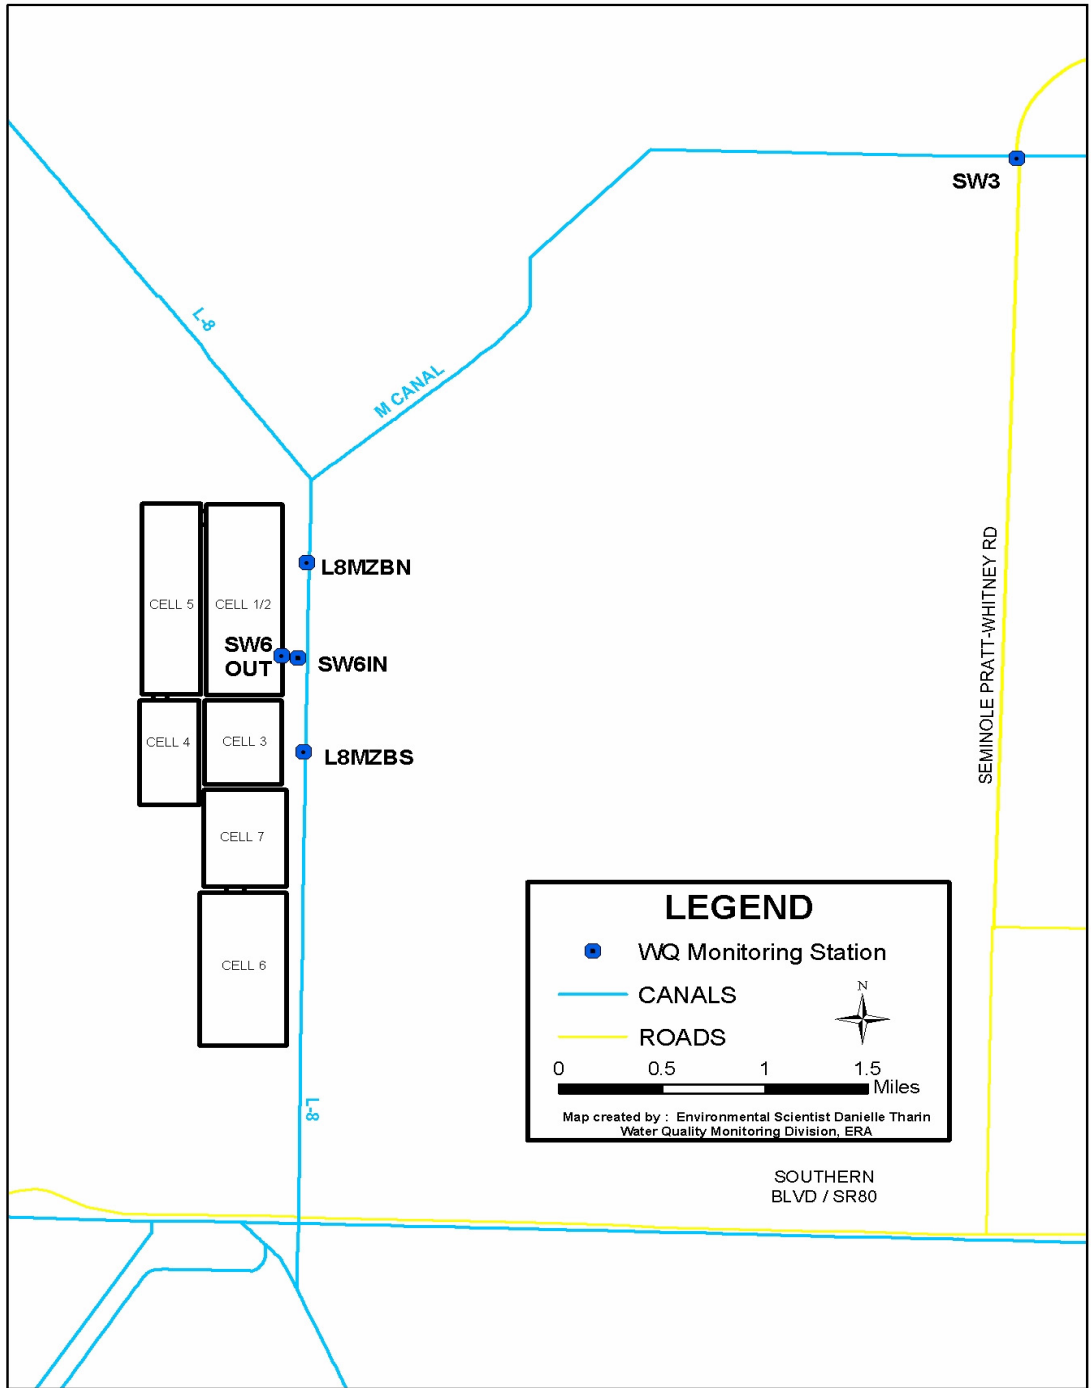 SW3
L-8
M CANAL
L8MZBN
CELL 5
CELL 1/2
SW6
OUT
SW6IN
SEMINOLE PRATT-WHITNEY RD
CELL 4
CELL 3
L8MZBS
CELL 7
CELL 6
LEGEND
WQ Monitoring Station
CANALS
N
ROADS
0 0.5 1 1.5
Miles
Map created by : Environmental Scientist Danielle Tharin
Water Quality Monitoring Division, ERA
L-8
SOUTHERN
BLVD / SR80